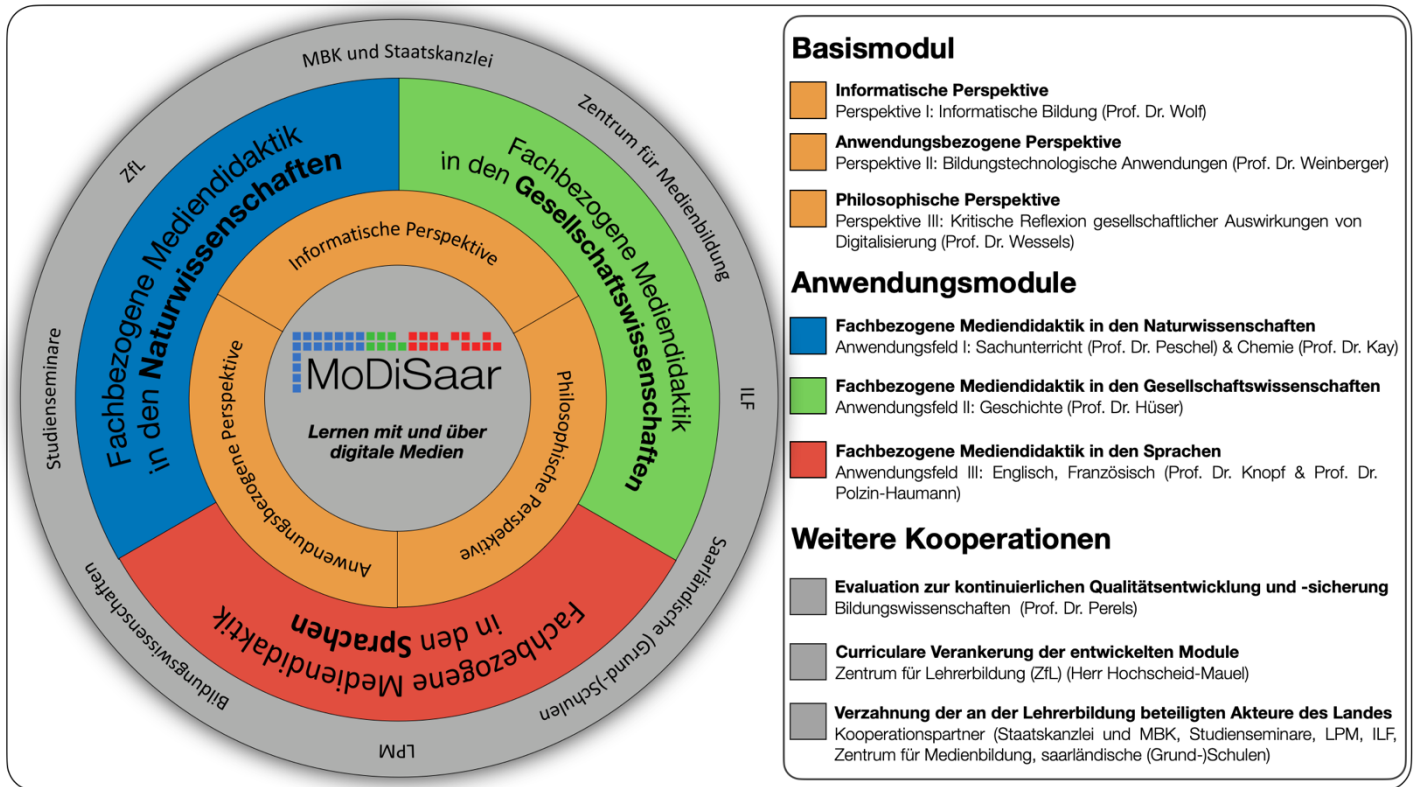 MBK und Staatskanzlei
Zentrum für Medienbildung
ILF
Saarländische (Grund-)Schulen
LPM
Bildungswissenschaften
Studienseminare
ZfL
Fachbezogene Mediendidaktik
in den Naturwissenschaften
Fachbezogene Mediendidaktik
in den Gesellschaftswissenschaften
Fachbezogene Mediendidaktik
in den Sprachen
Informatische Perspektive
Philosophische Perspektive
Anwendungsbezogene Perspektive
MoDiSaar
Lernen mit und über
digitale Medien
Basismodul
Informatische Perspektive
Perspektive I: Informatische Bildung (Prof. Dr. Wolf)
Anwendungsbezogene Perspektive
Perspektive II: Bildungstechnologische Anwendungen (Prof. Dr. Weinberger)
Philosophische Perspektive
Perspektive III: Kritische Reflexion gesellschaftlicher Auswirkungen von
Digitalisierung (Prof. Dr. Wessels)
Anwendungsmodule
Fachbezogene Mediendidaktik in den Naturwissenschaften
Anwendungsfeld I: Sachunterricht (Prof. Dr. Peschel) & Chemie (Prof. Dr. Kay)
Fachbezogene Mediendidaktik in den Gesellschaftswissenschaften
Anwendungsfeld II: Geschichte (Prof. Dr. Hüser)
Fachbezogene Mediendidaktik in den Sprachen
Anwendungsfeld III: Englisch, Französisch (Prof. Dr. Knopf & Prof. Dr.
Polzin-Haumann)
Weitere Kooperationen
Evaluation zur kontinuierlichen Qualitätsentwicklung und -sicherung
Bildungswissenschaften (Prof. Dr. Perels)
Curriculare Verankerung der entwickelten Module
Zentrum für Lehrerbildung (ZfL) (Herr Hochscheid-Mauel)
Verzahnung der an der Lehrerbildung beteiligten Akteure des Landes
Kooperationspartner (Staatskanzlei und MBK, Studienseminare, LPM, ILF,
Zentrum für Medienbildung, saarländische (Grund-)Schulen)